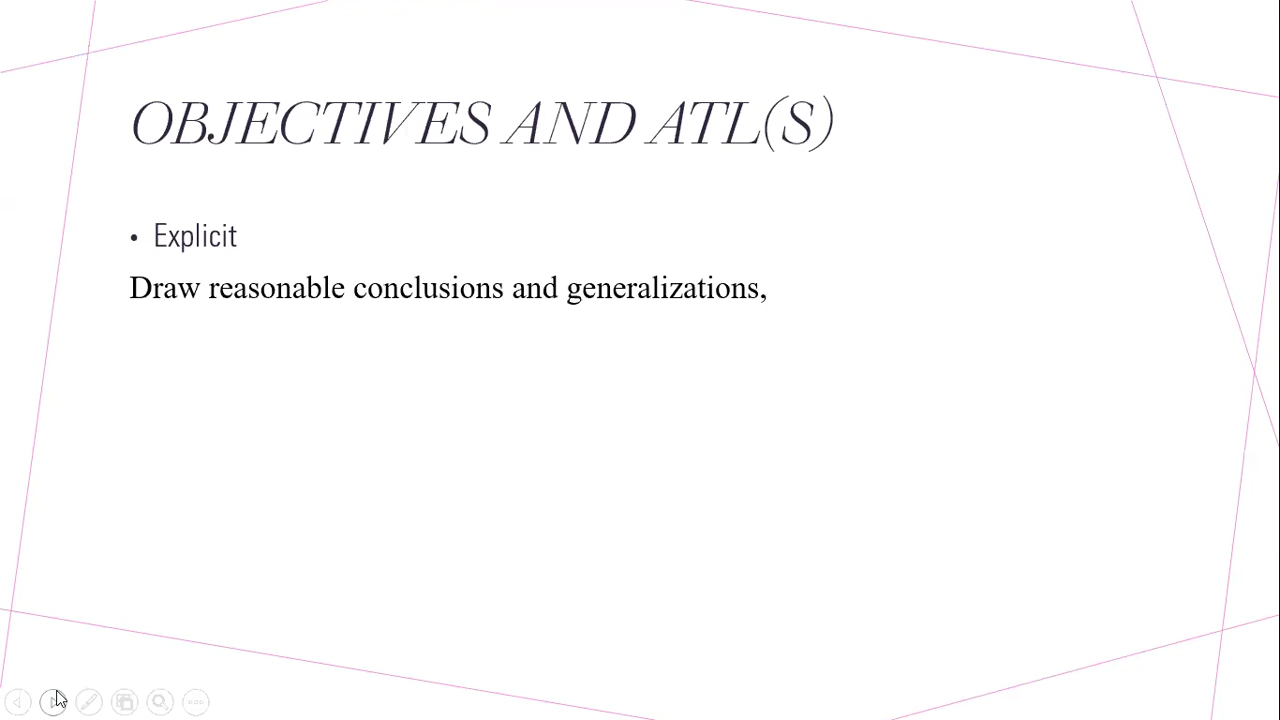 OBJECTIVES AND ATL(S)
• Explicit
Draw reasonable conclusions and generalizations,